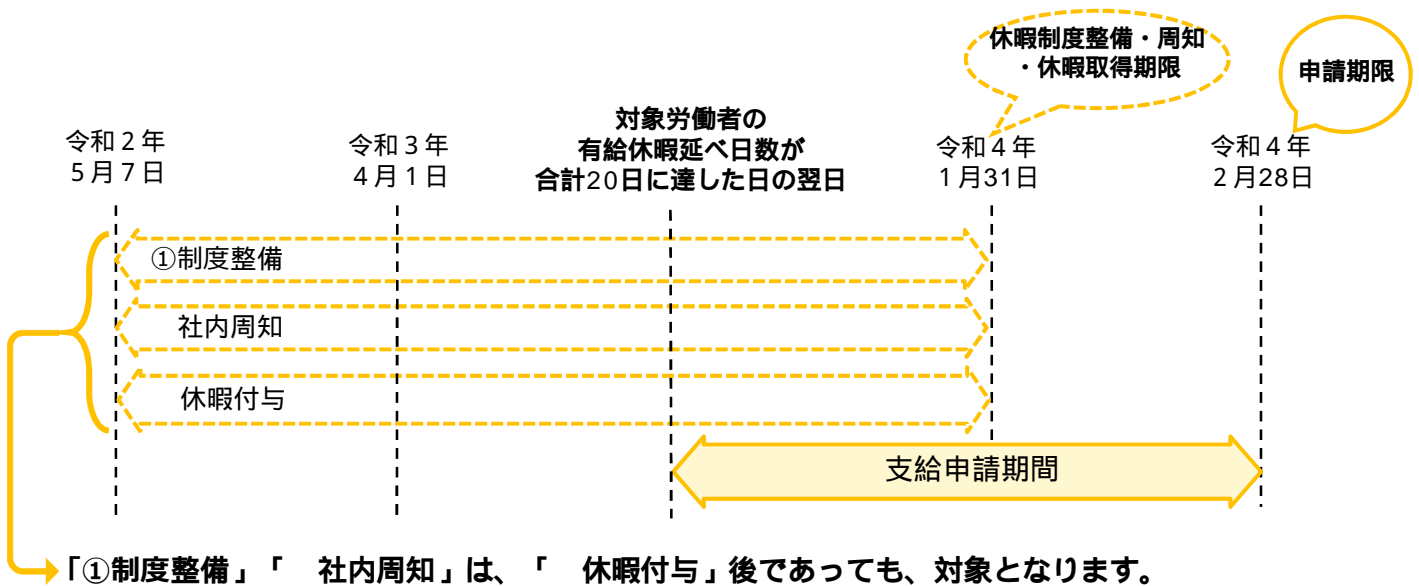 休暇制度整備・周知
・休暇取得期限
申請期限
令和２年
５月７日
令和３年
４月１日
対象労働者の
有給休暇延べ日数が
合計20日に達した日の翌日
令和４年
１月31日
令和４年
２月28日
①制度整備
社内周知
休暇付与
支給申請期間
「①制度整備」「　社内周知」は、「　休暇付与」後であっても、対象となります。